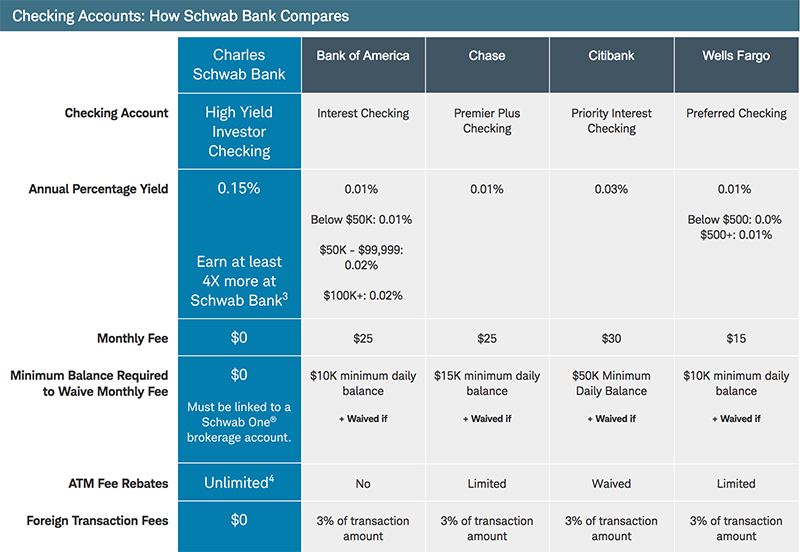 Checking Accounts: How Schwab Bank Compares
Charles
Schwab Bank
Bank of America
Chase
Citibank
Wells Fargo
Checking Account
High Yield
Investor
Checking
Interest Checking
Premier Plus
Checking
Priority Interest
Checking
Preferred Checking
Annual Percentage Yield
0.15%
Earn at least
4X more at
Schwab Bank³
0.01%
Below $50K: 0.01%
$50K - $99,999:
0.02%
$100K+: 0.02%
0.01%
0.03%
0.01%
Below $500: 0.0%
$500+: 0.01%
Monthly Fee
$0
$25
$25
$30
$15
Minimum Balance Required
to Waive Monthly Fee
$0
Must be linked to a
Schwab One®
brokerage account.
$10K minimum daily
balance
+ Waived if
$15K minimum daily
balance
+ Waived if
$50K Minimum
Daily Balance
+ Waived if
$10K minimum daily
balance
+ Waived if
ATM Fee Rebates
Unlimited⁴
No
Limited
Waived
Limited
Foreign Transaction Fees
$0
3% of transaction
amount
3% of transaction
amount
3% of transaction
amount
3% of transaction
amount